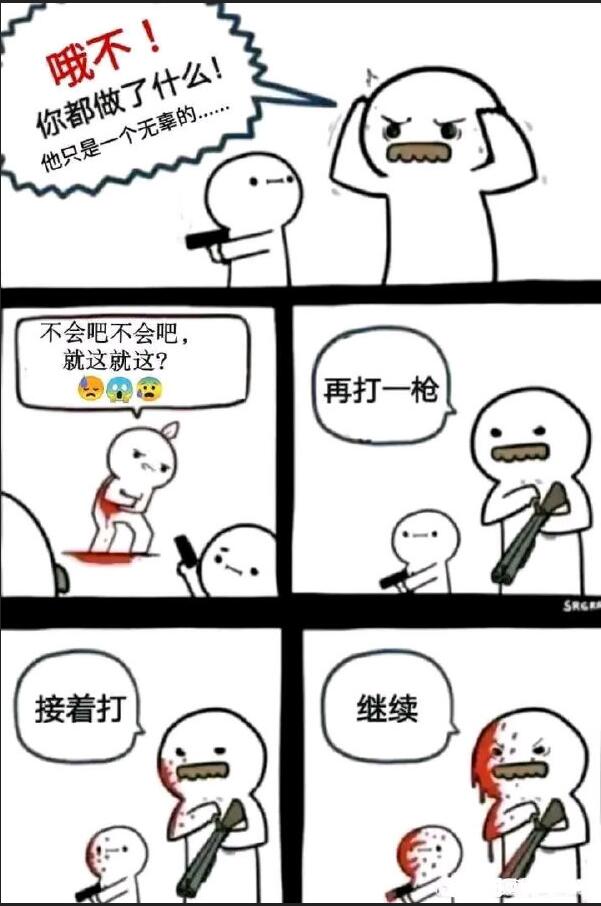 哦不！
你都做了什么！
他只是一个无辜的……
不会吧不会吧，
就这就这？
再打一枪
SRGRA
接着打
继续